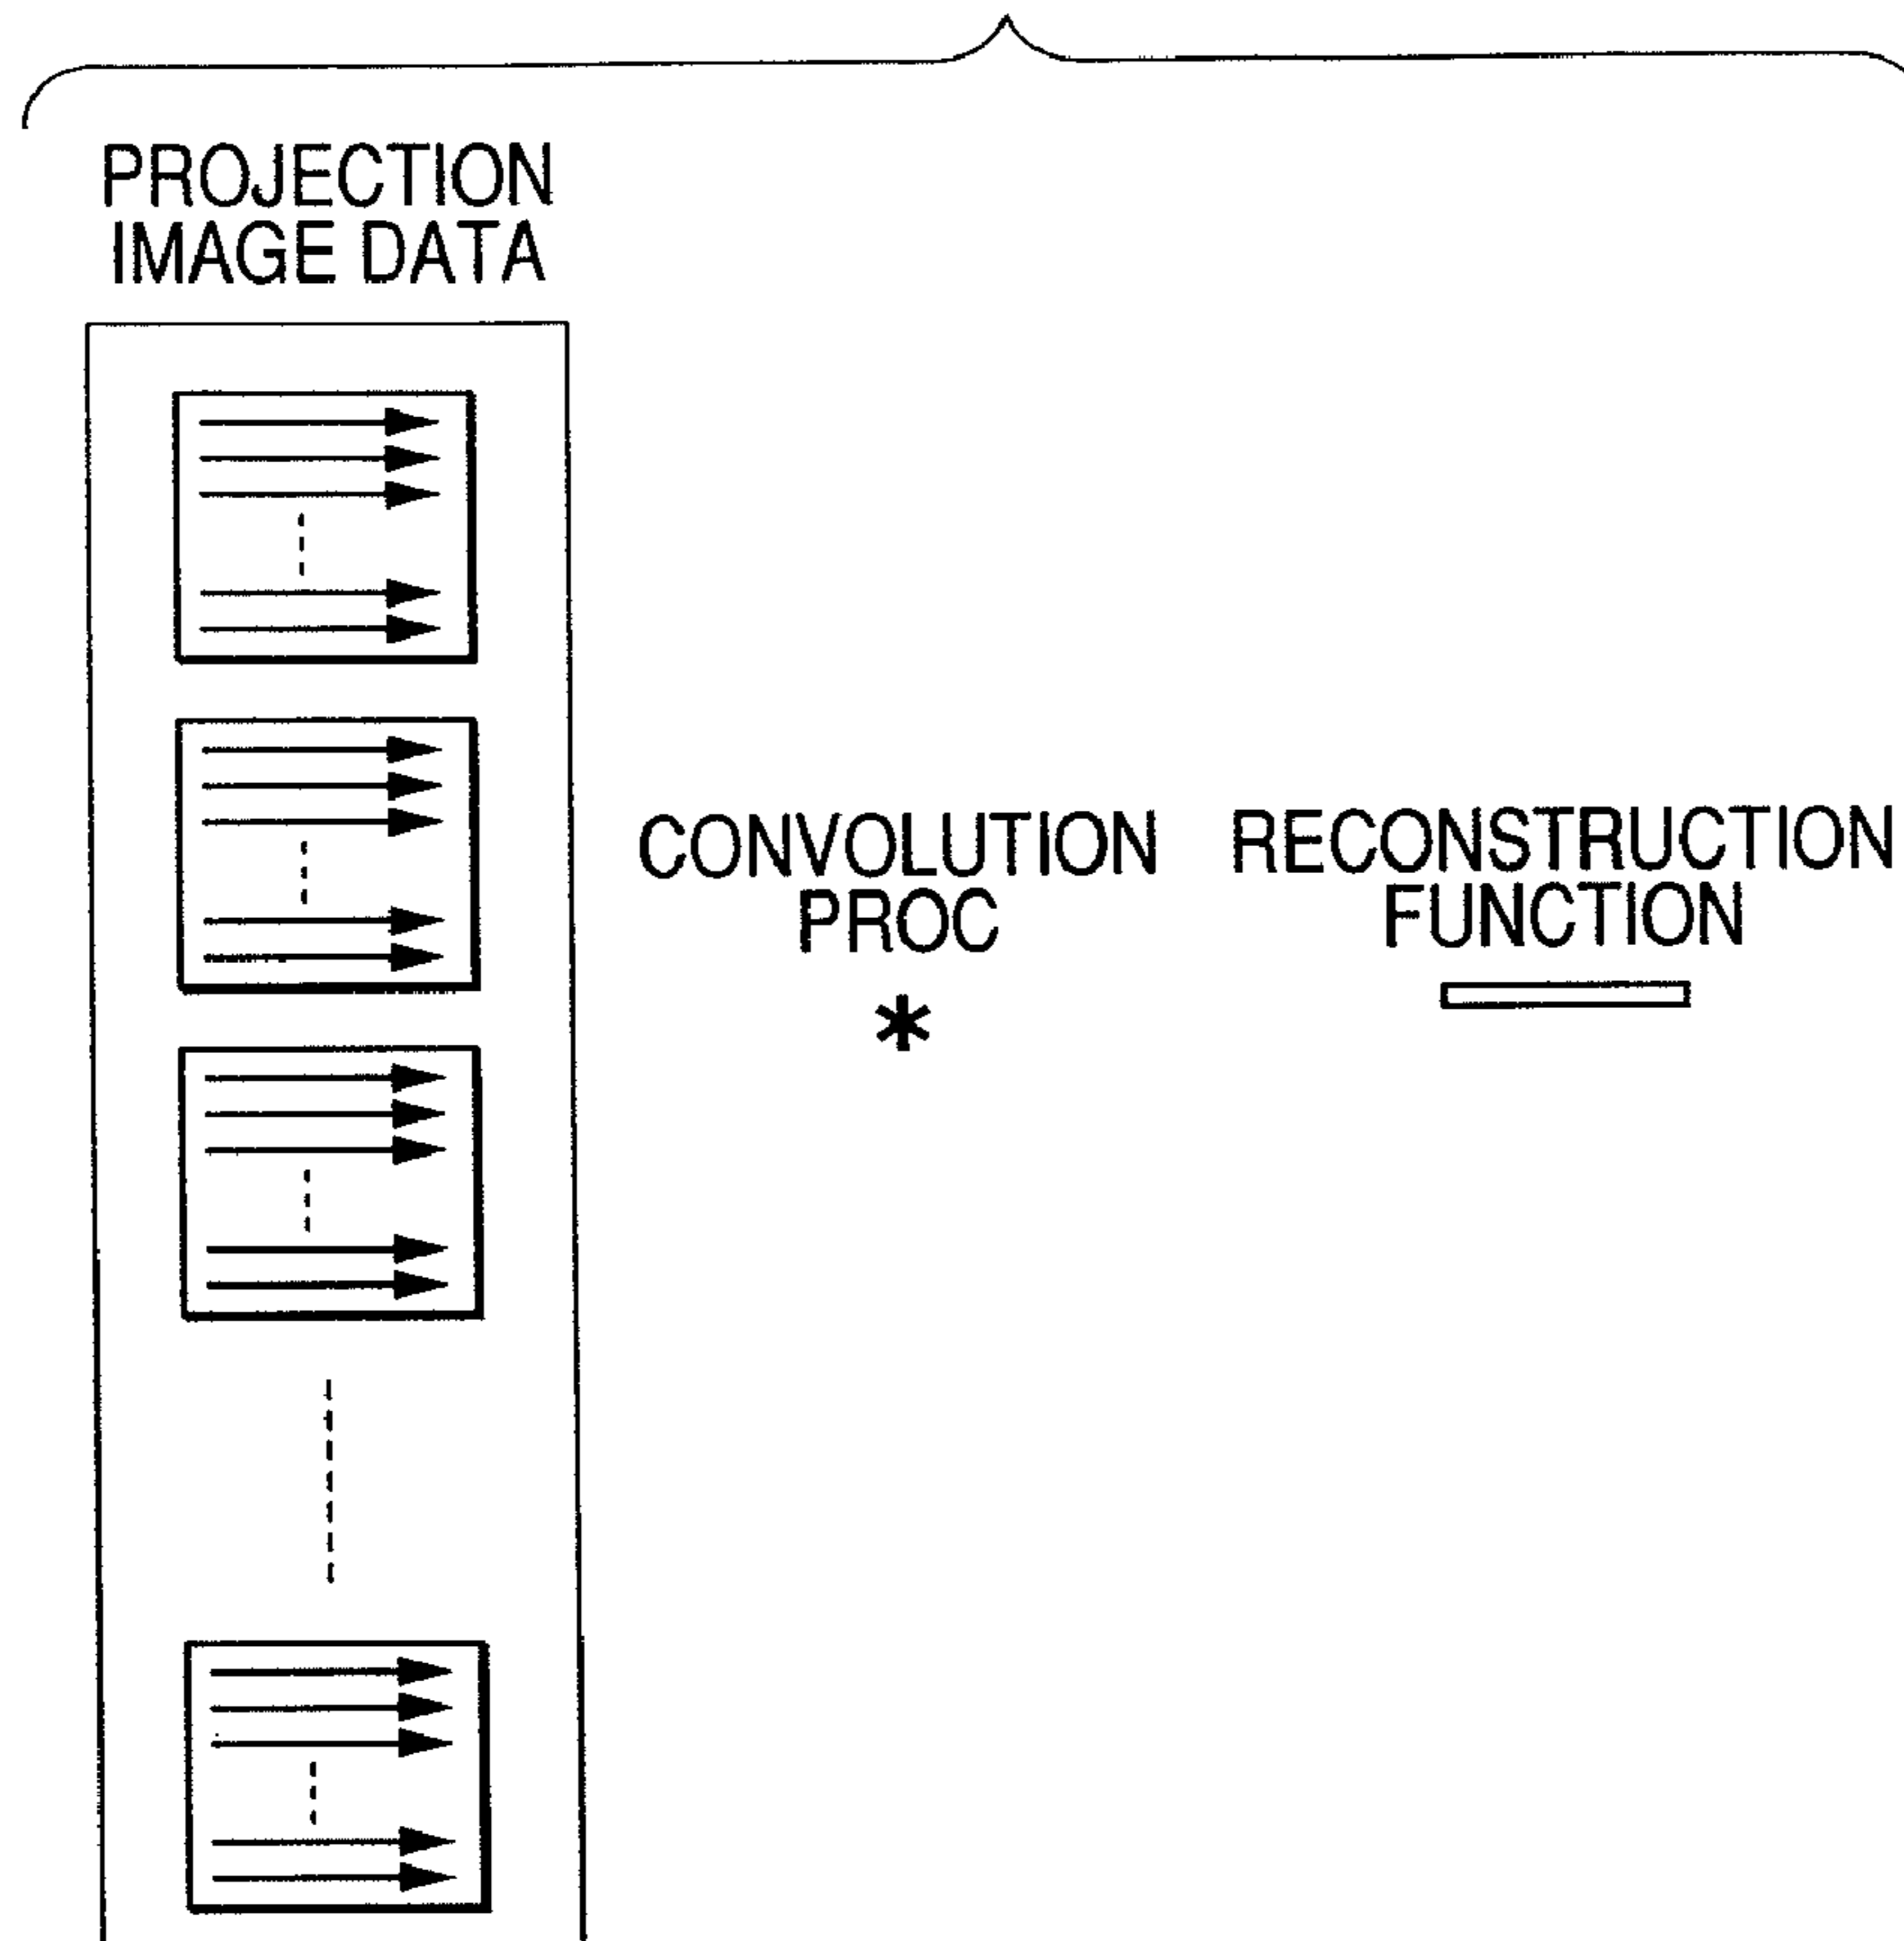 PROJECTION
IMAGE DATA
CONVOLUTION
PROC
*
RECONSTRUCTION
FUNCTION